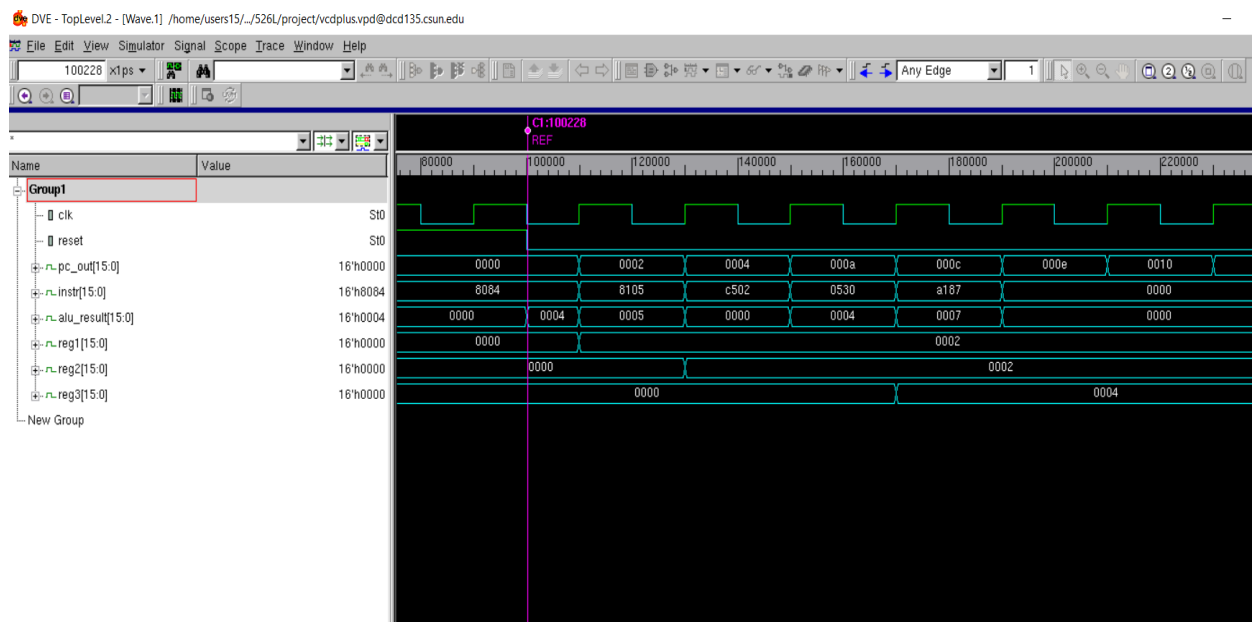 DVE - TopLevel.2 - [Wave.1] /home/users15/.../526L/project/vcdplus.vpd@dcd135.csun.edu
File Edit View Simulator Signal Scope Trace Window Help
100228 x1ps Any Edge 1
C1:100228
REF
*
Name Value 80000 100000 120000 140000 160000 180000 200000 220000
Group1
clk St0
reset St0
pc_out[15:0] 16'h0000 0000 0002 0004 000a 000c 000e 0010
instr[15:0] 16'h8084 8084 8105 c502 0530 a187 0000
alu_result[15:0] 16'h0004 0000 0004 0005 0000 0004 0007 0000
reg1[15:0] 16'h0000 0000 0002
reg2[15:0] 16'h0000 0000 0002
reg3[15:0] 16'h0000 0000 0004
New Group